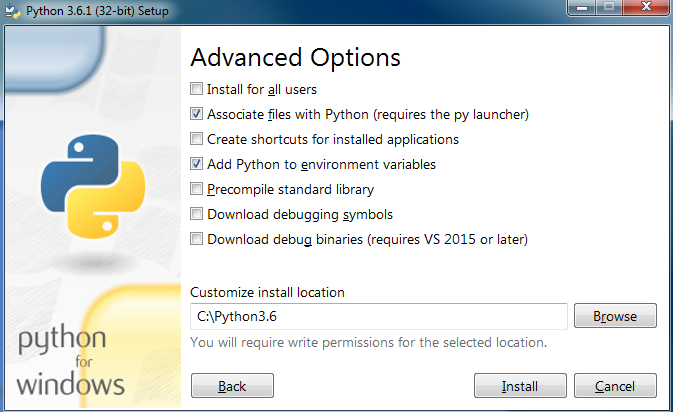 Python 3.6.1 (32-bit) Setup
Advanced Options
Install for all users
Associate files with Python (requires the py launcher)
Create shortcuts for installed applications
Add Python to environment variables
Precompile standard library
Download debugging symbols
Download debug binaries (requires VS 2015 or later)
Customize install location
C:\Python3.6
Browse
You will require write permissions for the selected location.
python
for
windows
Back
Install
Cancel